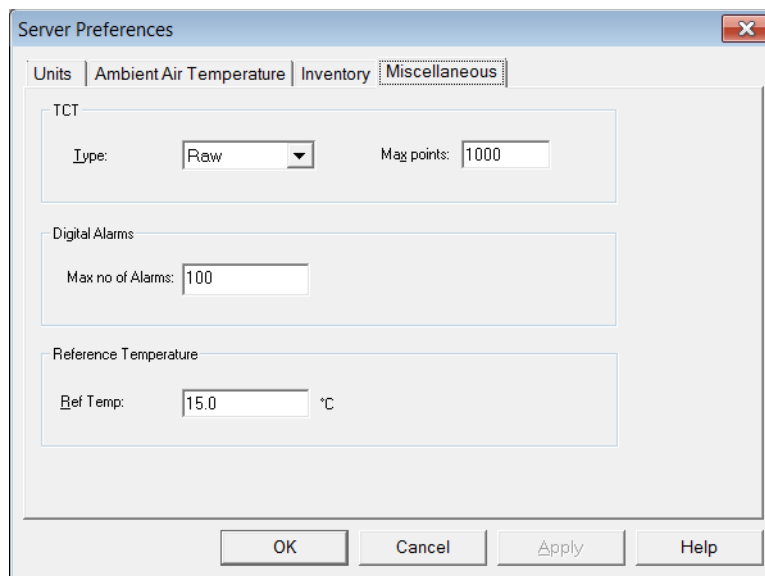 Server Preferences
Units Ambient Air Temperature Inventory Miscellaneous
TCT
Type: Raw Max points: 1000
Digital Alarms
Max no of Alarms: 100
Reference Temperature
Ref Temp: 15.0 °C
OK Cancel Apply Help